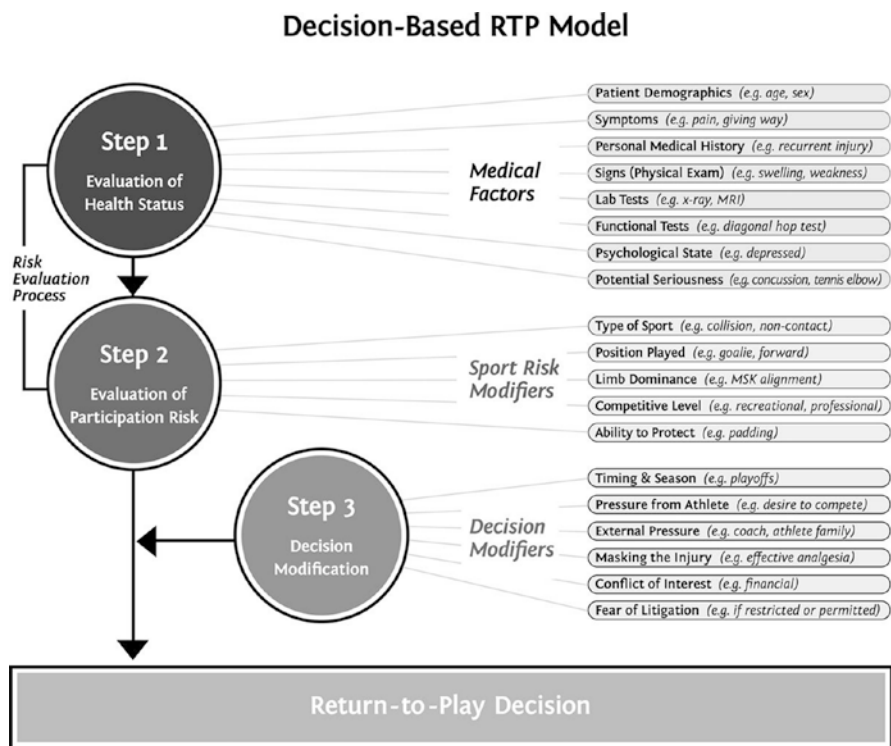 Decision-Based RTP Model
Step 1
Evaluation of
Health Status
Risk
Evaluation
Process
Medical
Factors
Patient Demographics (e.g. age, sex)
Symptoms (e.g. pain, giving way)
Personal Medical History (e.g. recurrent injury)
Signs (Physical Exam) (e.g. swelling, weakness)
Lab Tests (e.g. x-ray, MRI)
Functional Tests (e.g. diagonal hop test)
Psychological State (e.g. depressed)
Potential Seriousness (e.g. concussion, tennis elbow)
Step 2
Evaluation of
Participation Risk
Sport Risk
Modifiers
Type of Sport (e.g. collision, non-contact)
Position Played (e.g. goalie, forward)
Limb Dominance (e.g. MSK alignment)
Competitive Level (e.g. recreational, professional)
Ability to Protect (e.g. padding)
Step 3
Decision
Modification
Decision
Modifiers
Timing & Season (e.g. playoffs)
Pressure from Athlete (e.g. desire to compete)
External Pressure (e.g. coach, athlete family)
Masking the Injury (e.g. effective analgesia)
Conflict of Interest (e.g. financial)
Fear of Litigation (e.g. if restricted or permitted)
Return-to-Play Decision